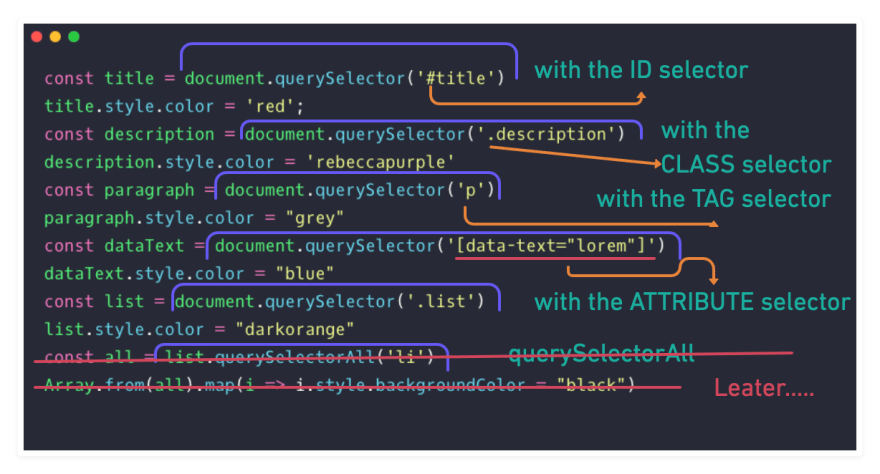 const title = document.querySelector('#title') with the ID selector
title.style.color = 'red';
const description = document.querySelector('.description') with the
description.style.color = 'rebeccapurple' CLASS selector
const paragraph = document.querySelector('p') with the TAG selector
paragraph.style.color = "grey"
const dataText = document.querySelector('[data-text="lorem"]')
dataText.style.color = "blue"
const list = document.querySelector('.list') with the ATTRIBUTE selector
list.style.color = "darkorange"
const all = list.querySelectorAll('li') querySelectorAll
Array.from(all).map(i => i.style.backgroundColor = "black") Leater.....